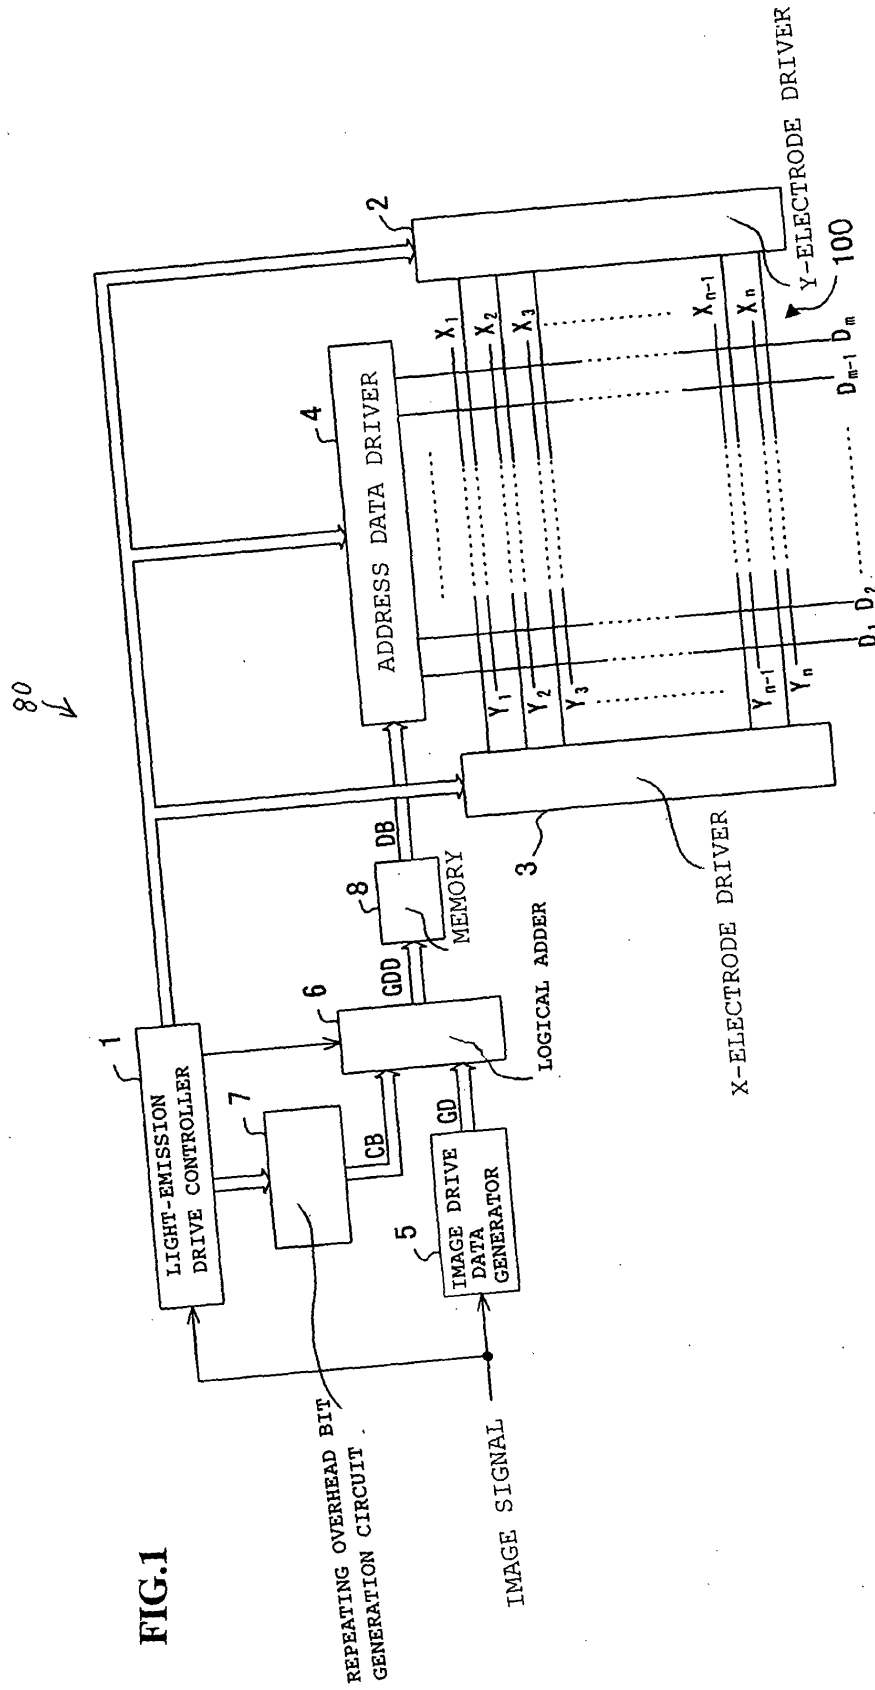 FIG.1
80
IMAGE SIGNAL
REPEATING OVERHEAD BIT
GENERATION CIRCUIT .
1
LIGHT-EMISSION
DRIVE CONTROLLER
7
CB
5
IMAGE DRIVE
DATA
GENERATOR
GD
6
LOGICAL ADDER
GDD
8
MEMORY
DB
4
ADDRESS DATA DRIVER
3
X-ELECTRODE DRIVER
2
Y-ELECTRODE DRIVER
100
Y1
Y2
Y3
Yn-1
Yn
X1
X2
X3
Xn-1
Xn
D1 D2
Dm-1 Dm